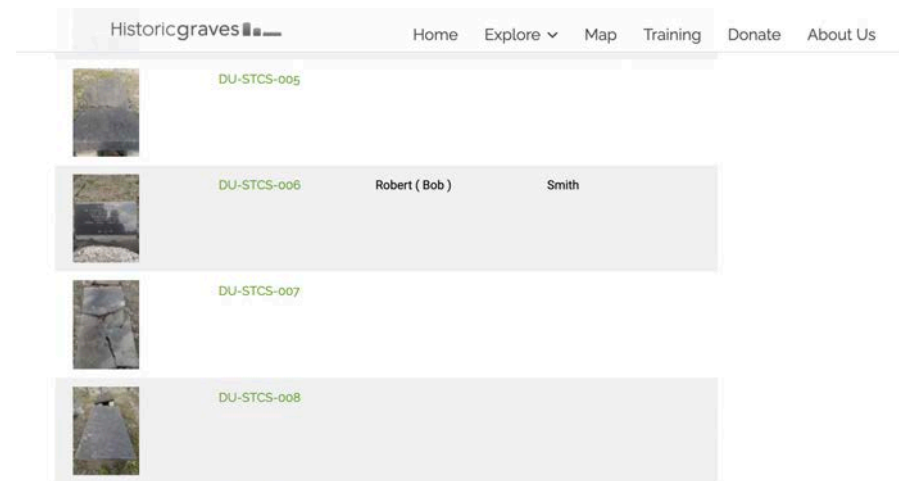 Historicgraves Home Explore Map Training Donate About Us
DU-STCS-005
DU-STCS-006 Robert ( Bob ) Smith
DU-STCS-007
DU-STCS-008